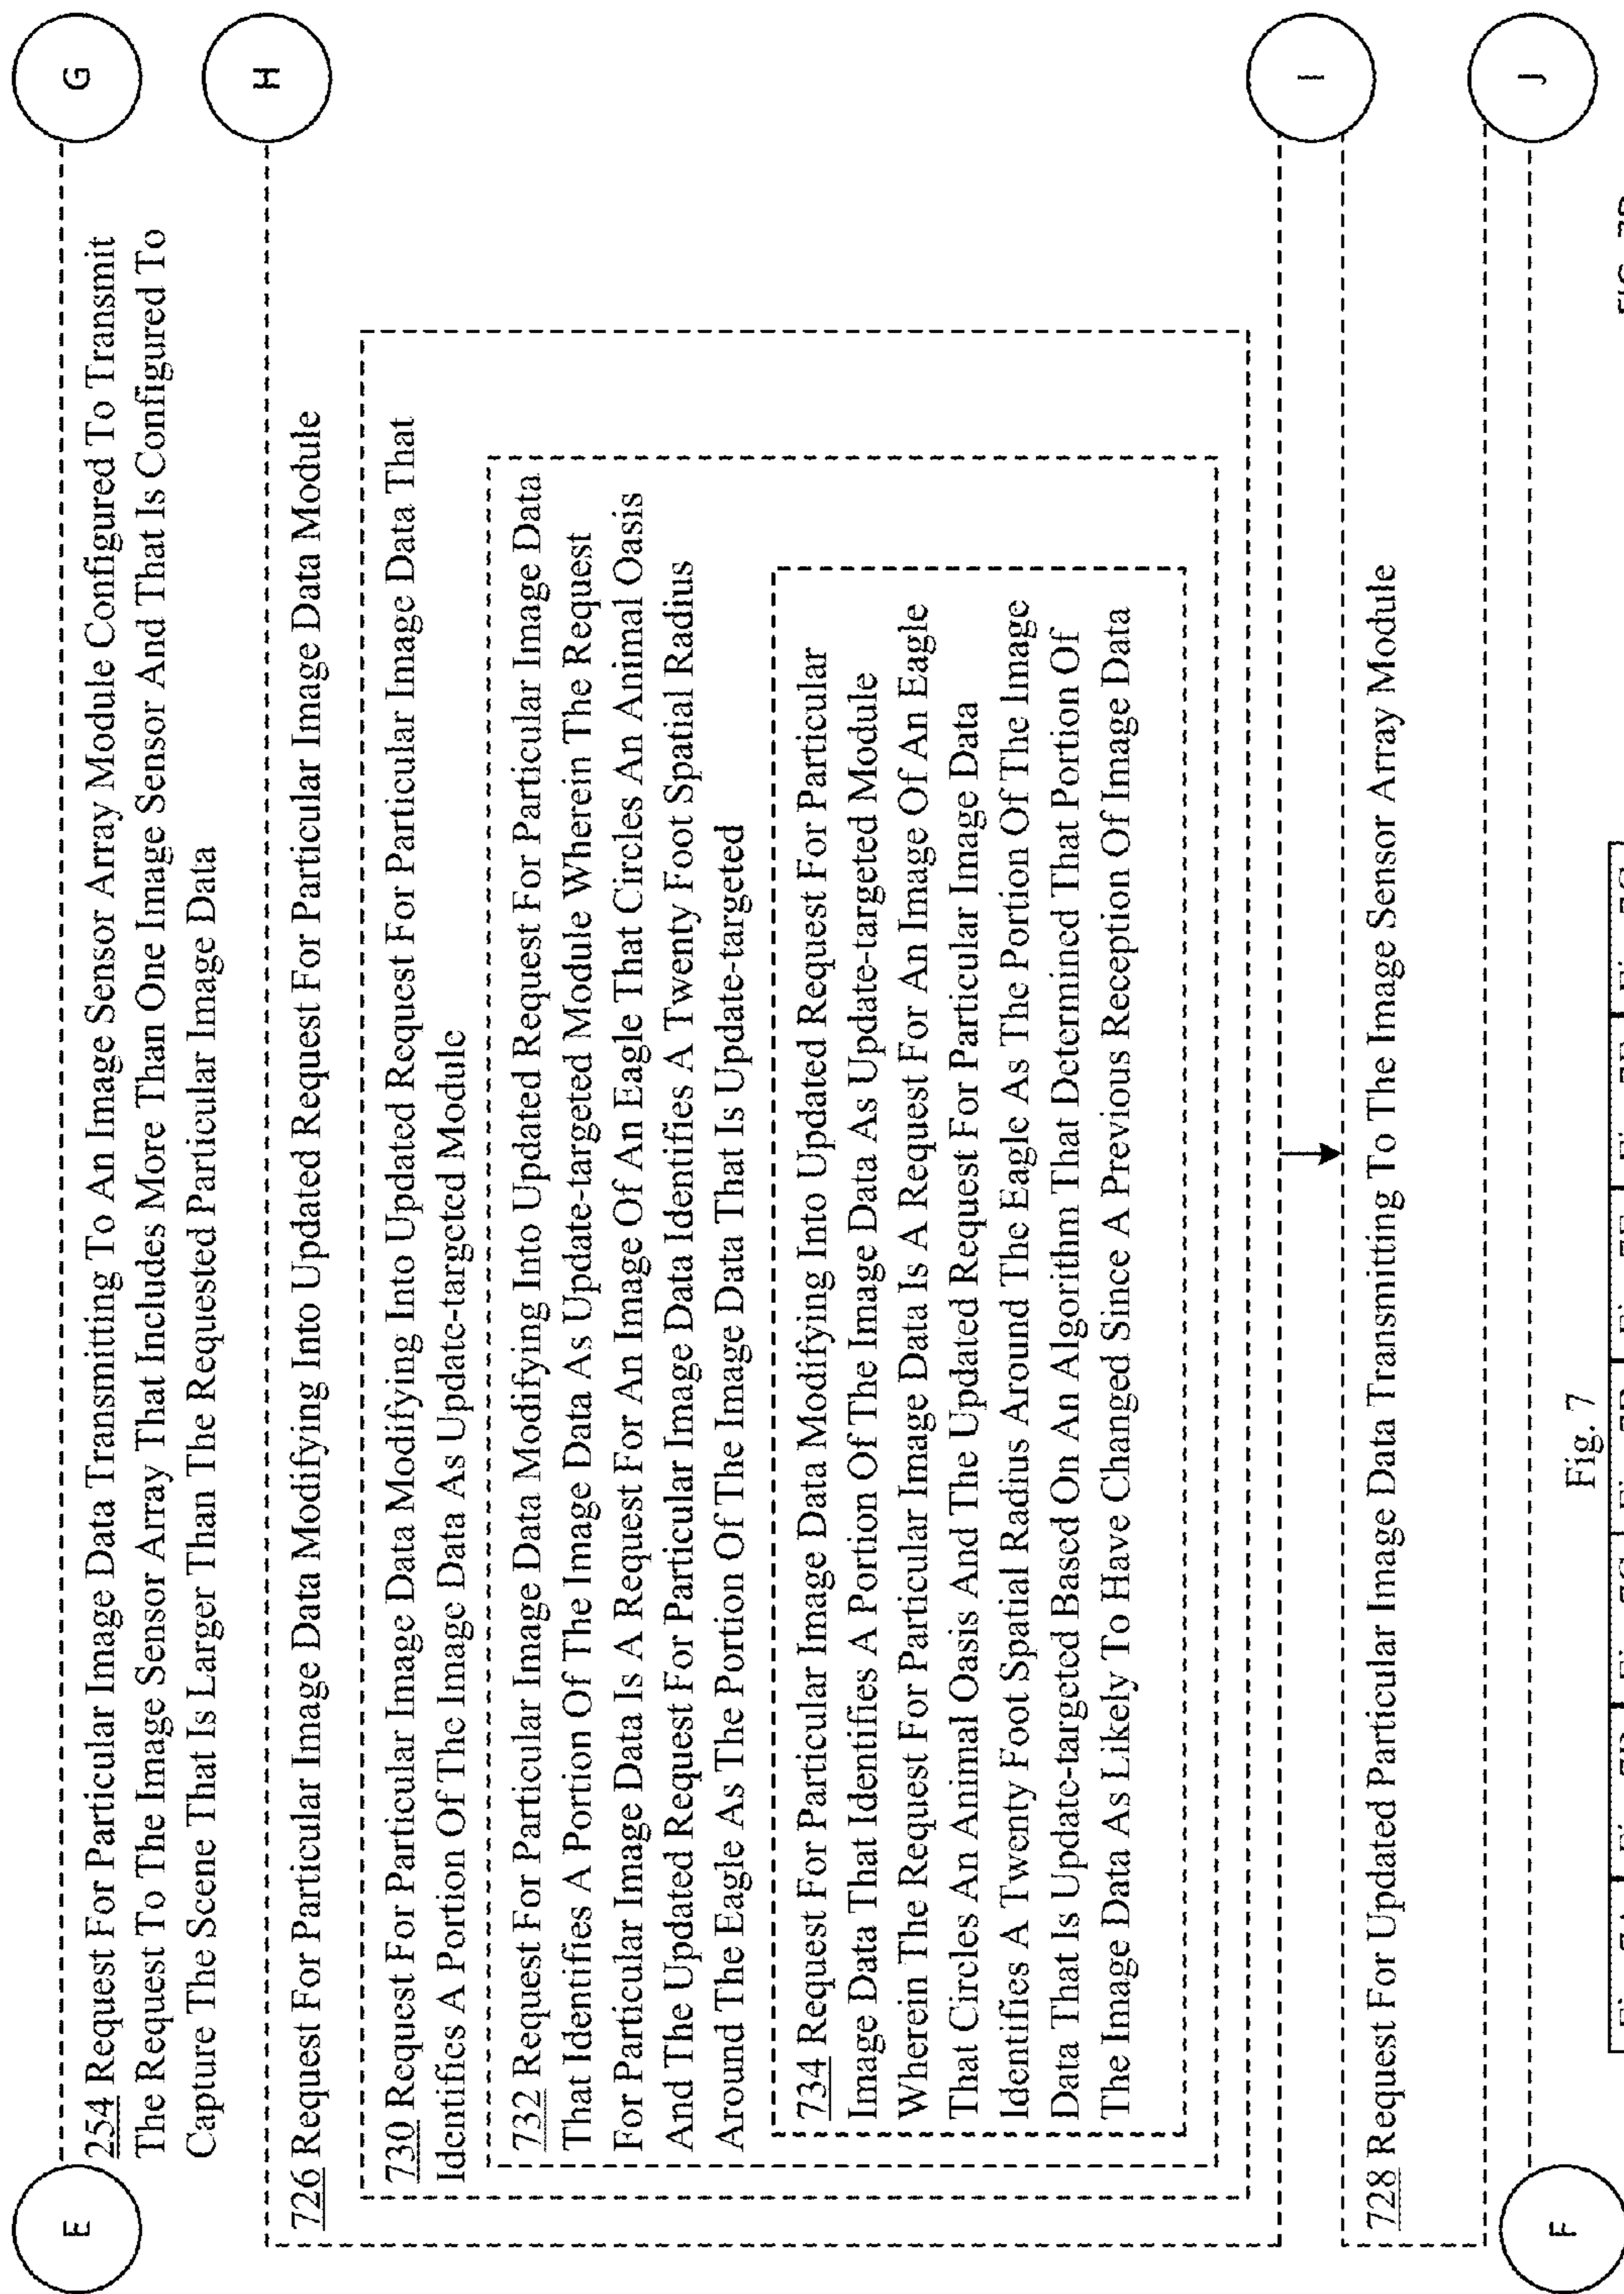 E
G
254 Request For Particular Image Data Transmitting To An Image Sensor Array Module Configured To Transmit
The Request To The Image Sensor Array That Includes More Than One Image Sensor And That Is Configured To
Capture The Scene That Is Larger Than The Requested Particular Image Data
H
726 Request For Particular Image Data Modifying Into Updated Request For Particular Image Data Module
730 Request For Particular Image Data Modifying Into Updated Request For Particular Image Data That
Identifies A Portion Of The Image Data As Update-targeted Module
732 Request For Particular Image Data Modifying Into Updated Request For Particular Image Data
That Identifies A Portion Of The Image Data As Update-targeted Module Wherein The Request
For Particular Image Data Is A Request For An Image Of An Eagle That Circles An Animal Oasis
And The Updated Request For Particular Image Data Identifies A Twenty Foot Spatial Radius
Around The Eagle As The Portion Of The Image Data That Is Update-targeted
734 Request For Particular Image Data Modifying Into Updated Request For Particular
Image Data That Identifies A Portion Of The Image Data As Update-targeted Module
Wherein The Request For Particular Image Data Is A Request For An Image Of An Eagle
That Circles An Animal Oasis And The Updated Request For Particular Image Data
Identifies A Twenty Foot Spatial Radius Around The Eagle As The Portion Of The Image
Data That Is Update-targeted Based On An Algorithm That Determined That Portion Of
The Image Data As Likely To Have Changed Since A Previous Reception Of Image Data
I
728 Request For Updated Particular Image Data Transmitting To The Image Sensor Array Module
F
J
Fig. 7